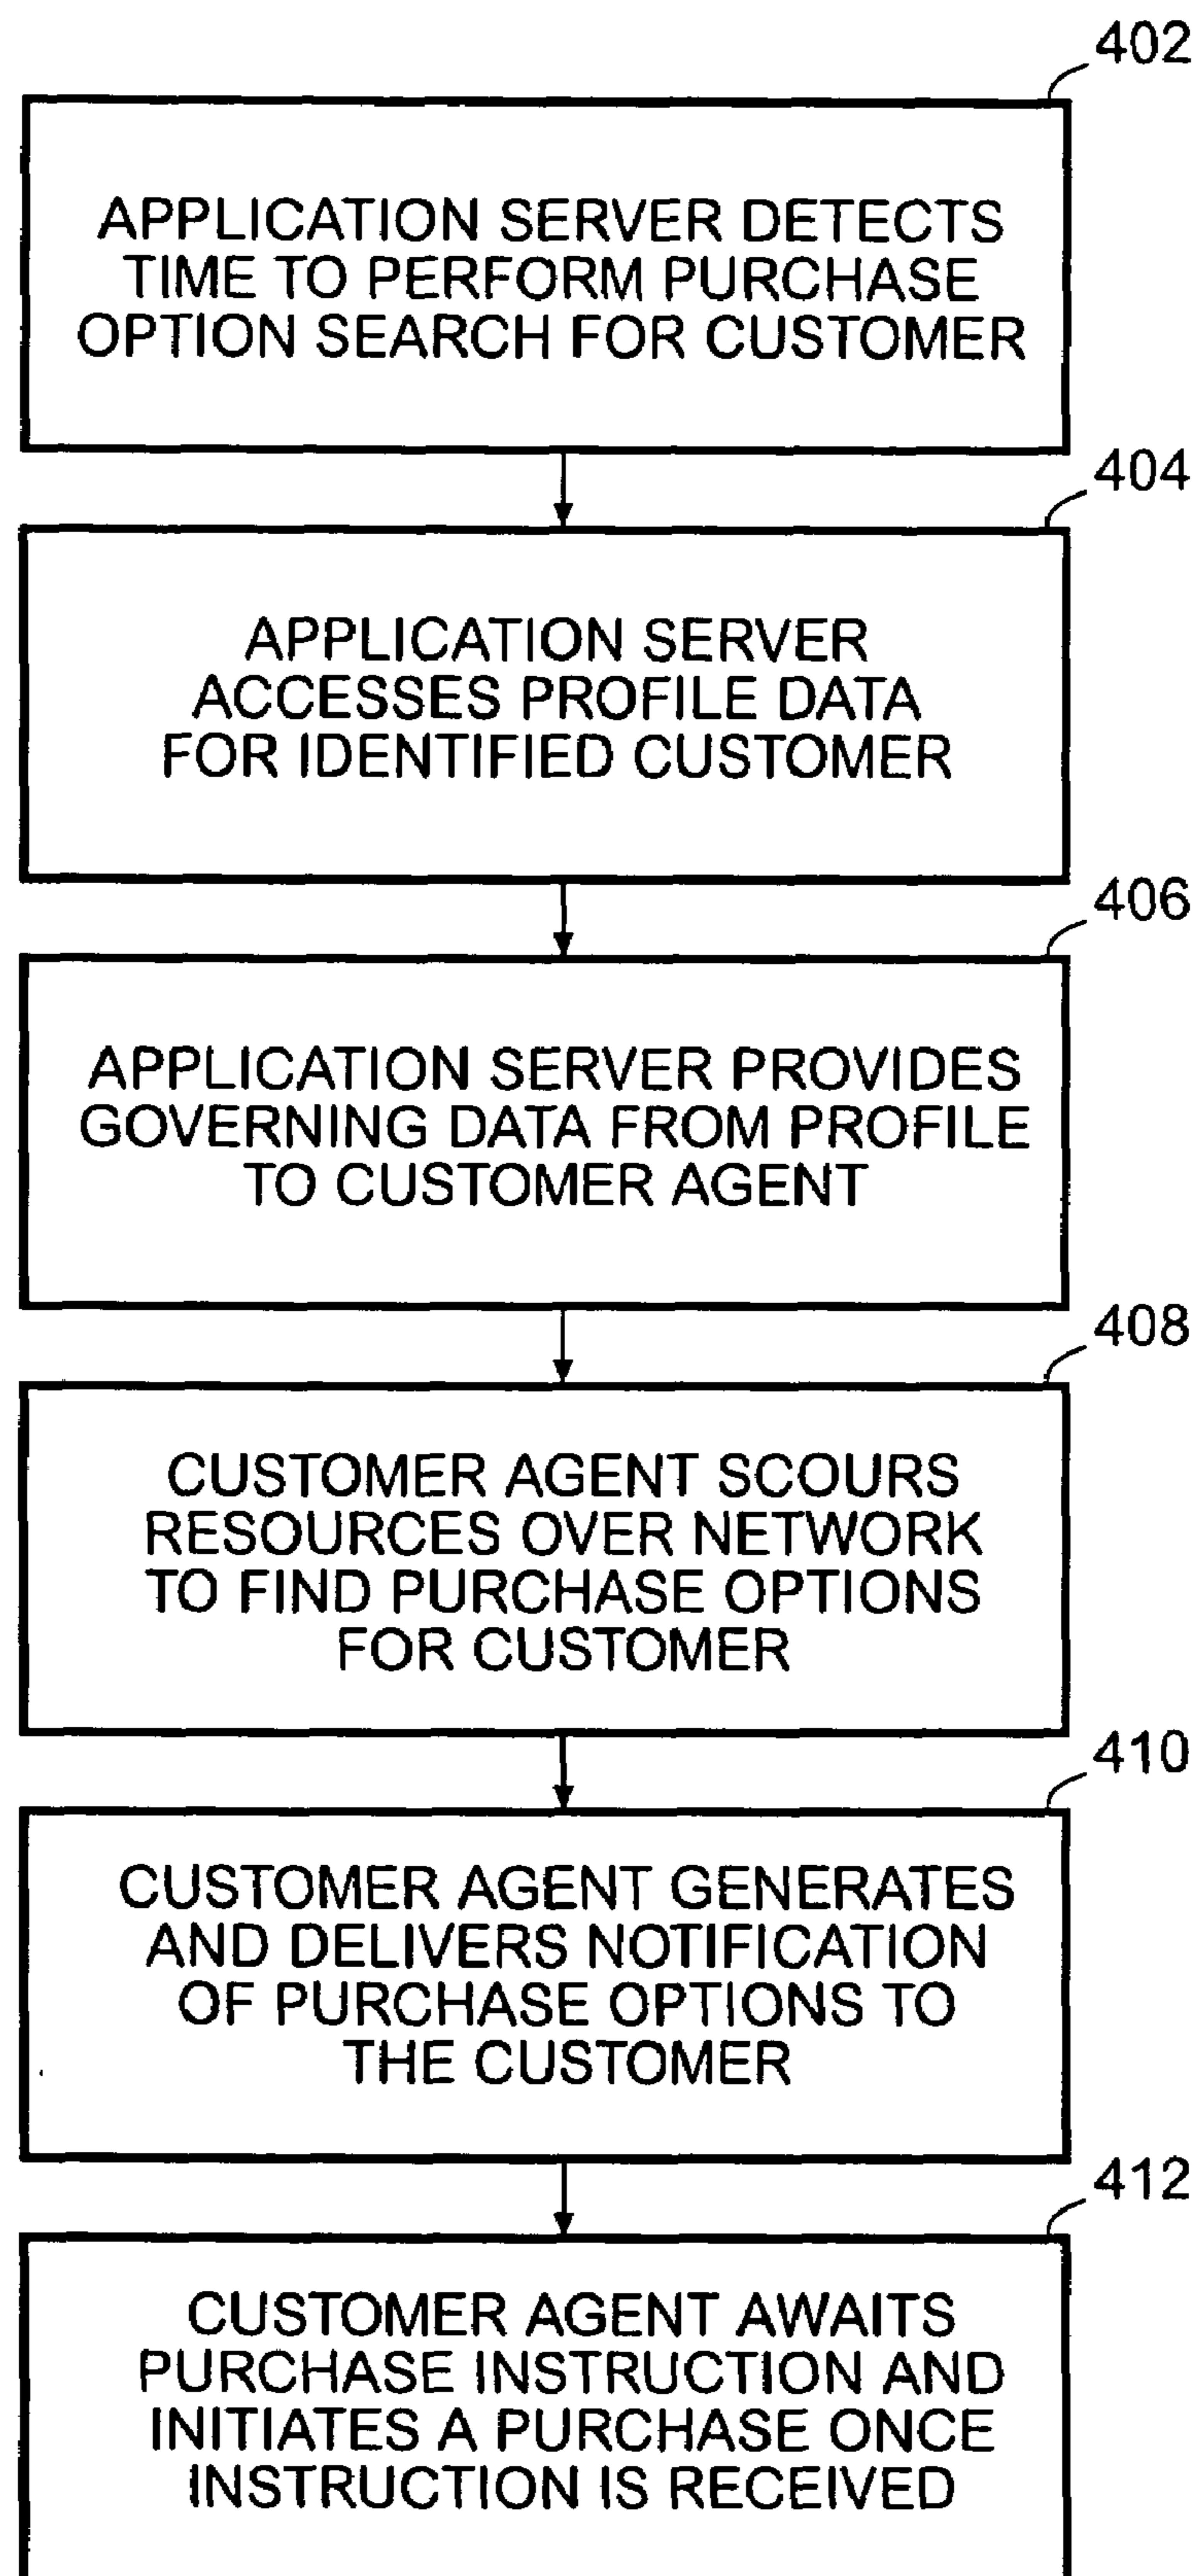 402
APPLICATION SERVER DETECTS
TIME TO PERFORM PURCHASE
OPTION SEARCH FOR CUSTOMER
404
APPLICATION SERVER
ACCESSES PROFILE DATA
FOR IDENTIFIED CUSTOMER
406
APPLICATION SERVER PROVIDES
GOVERNING DATA FROM PROFILE
TO CUSTOMER AGENT
408
CUSTOMER AGENT SCOURS
RESOURCES OVER NETWORK
TO FIND PURCHASE OPTIONS
FOR CUSTOMER
410
CUSTOMER AGENT GENERATES
AND DELIVERS NOTIFICATION
OF PURCHASE OPTIONS TO
THE CUSTOMER
412
CUSTOMER AGENT AWAITS
PURCHASE INSTRUCTION AND
INITIATES A PURCHASE ONCE
INSTRUCTION IS RECEIVED